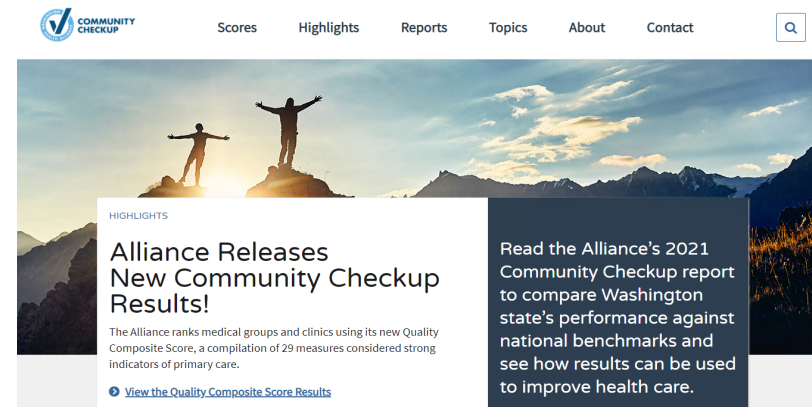 COMMUNITY
CHECKUP
Scores
Highlights
Reports
Topics
About
Contact
HIGHLIGHTS
Alliance Releases
New Community Checkup
Results!
The Alliance ranks medical groups and clinics using its new Quality
Composite Score, a compilation of 29 measures considered strong
indicators of primary care.
View the Quality Composite Score Results
Read the Alliance's 2021
Community Checkup report
to compare Washington
state's performance against
national benchmarks and
see how results can be used
to improve health care.